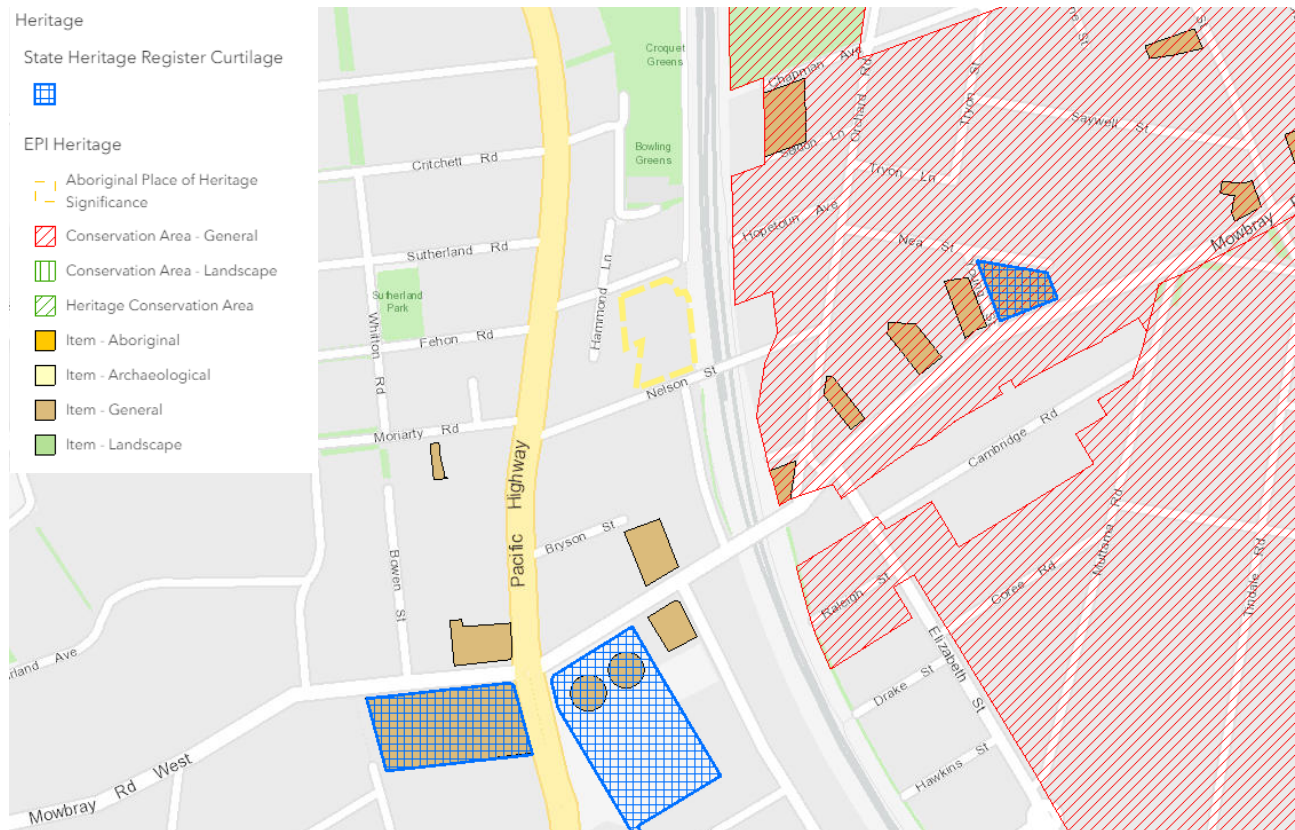 Heritage
State Heritage Register Curtilage
EPI Heritage
Aboriginal Place of Heritage
Significance
Conservation Area - General
Conservation Area - Landscape
Heritage Conservation Area
Item - Aboriginal
Item - Archaeological
Item - General
Item - Landscape
Croquet
Greens
Chapman Ave
Orchard Rd
Tryon St
Saywell St
Critchett Rd
Bowling
Greens
Tryon Ln
Hopetoun Ave
Nea St
Mowbray
Sutherland Rd
Hammond Ln
Sutherland
Park
Whitton Rd
Fehon Rd
Nelson St
Moriarty Rd
Cambridge Rd
Pacific Highway
Bryson St
Bowen St
Muttama Rd
Coree Rd
Tindale Rd
Raleigh St
Elizabeth St
rland Ave
Drake St
Hawkins St
Mowbray Rd West